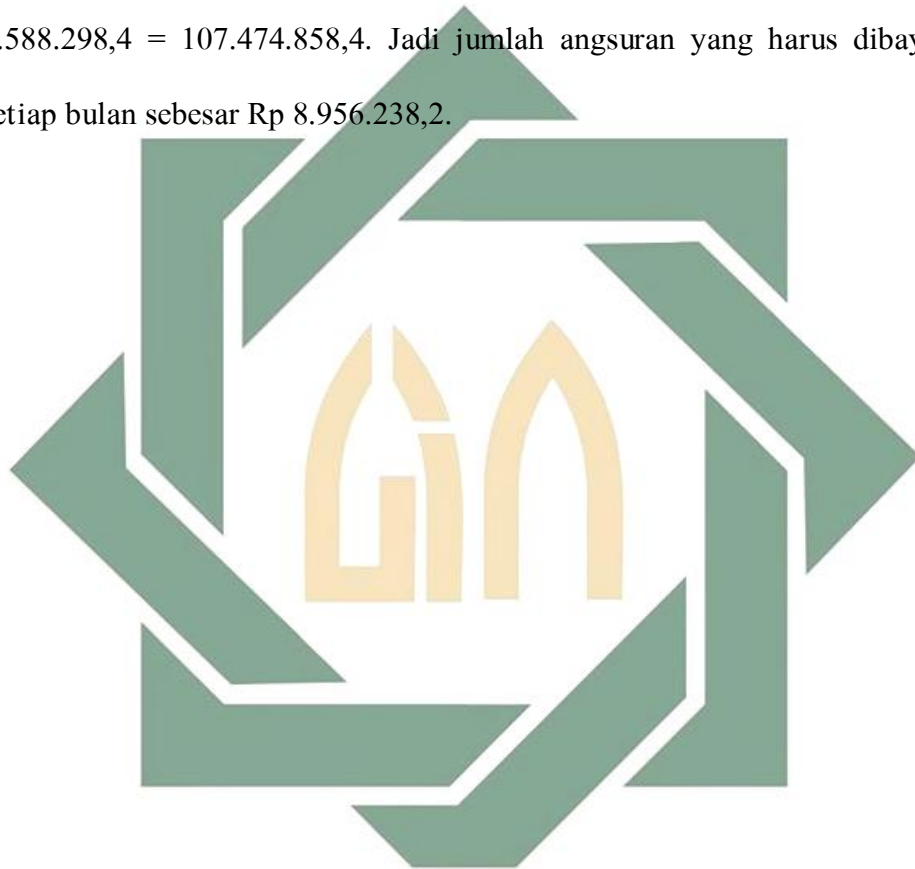 .588.298,4 = 107.474.858,4. Jadi jumlah angsuran yang harus dibay
etiap bulan sebesar Rp 8.956.238,2.
uin